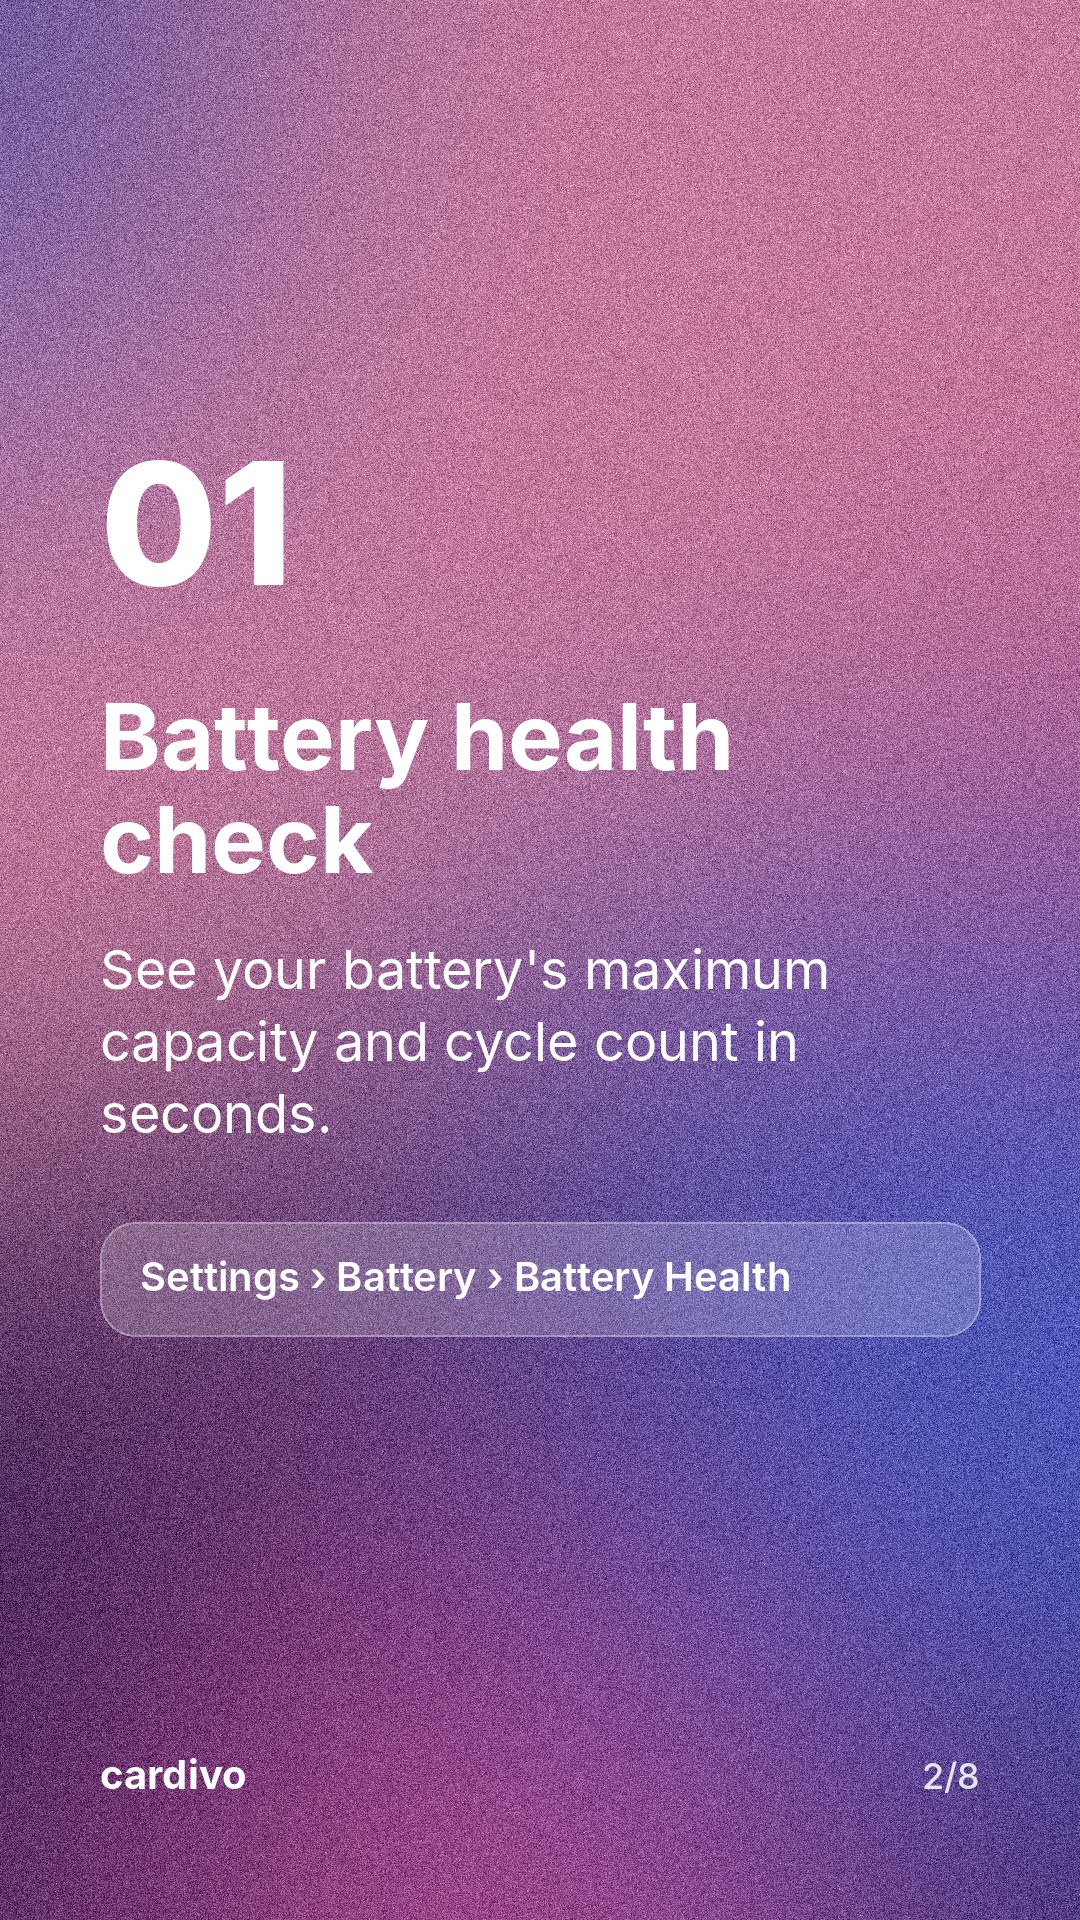 01
Battery health
check
See your battery's maximum
capacity and cycle count in
seconds.
Settings › Battery › Battery Health
cardivo
2/8